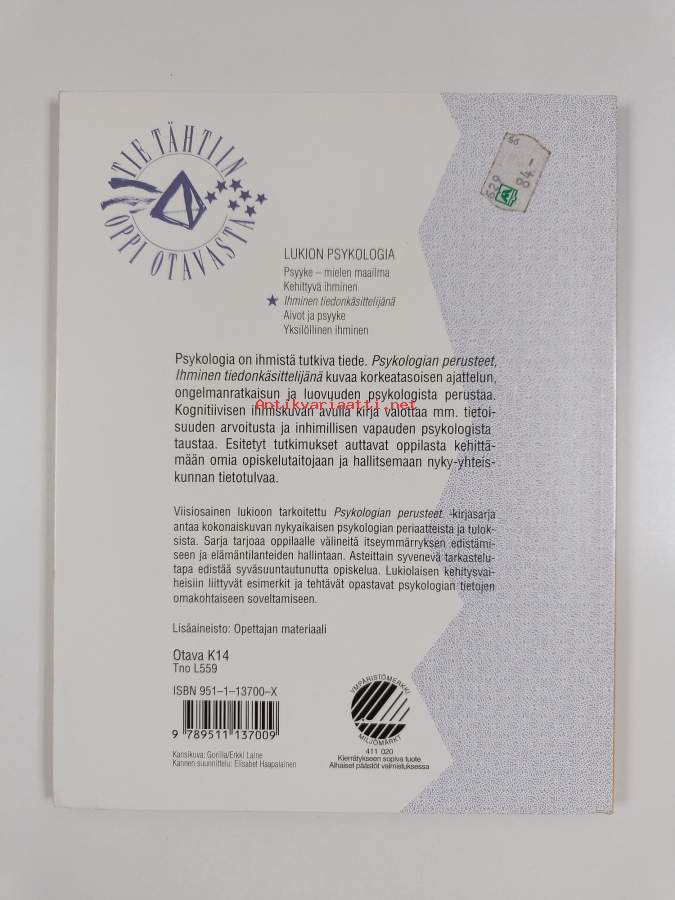 TIE TÄHTIIN
OPPI OTAVASTA
84.-
629
LUKION PSYKOLOGIA
Psyyke – mielen maailma
Kehittyvä ihminen
★ Ihminen tiedonkäsittelijänä
Aivot ja psyyke
Yksilöllinen ihminen
Psykologia on ihmistä tutkiva tiede. Psykologian perusteet,
Ihminen tiedonkäsittelijänä kuvaa korkeatasoisen ajattelun,
ongelmanratkaisun ja luovuuden psykologista perustaa.
Antikvariaatti.net
Kognitiivisen ihmiskuvan avulla kirja valottaa mm. tietoi-
suuden arvoitusta ja inhimillisen vapauden psykologista
taustaa. Esitetyt tutkimukset auttavat oppilasta kehittä-
mään omia opiskelutaitojaan ja hallitsemaan nyky-yhteis-
kunnan tietotulvaa.
Viisiosainen lukioon tarkoitettu Psykologian perusteet -kirjasarja
antaa kokonaiskuvan nykyaikaisen psykologian periaatteista ja tulok-
sista. Sarja tarjoaa oppilaalle välineitä itseymmärryksen edistämi-
seen ja elämäntilanteiden hallintaan. Asteittain syvenevä tarkastelu-
tapa edistää syväsuuntautunutta opiskelua. Lukiolaisen kehitysvai-
heisiin liittyvät esimerkit ja tehtävät opastavat psykologian tietojen
omakohtaiseen soveltamiseen.
Lisäaineisto: Opettajan materiaali
Otava K14
Tno L559
ISBN 951–1–13700–X
9 789511 137009
Kansikuva: Gorilla/Erkki Laine
Kannen suunnittelu: Elisabet Haapalainen
YMPÄRISTÖMERKKI
MILJÖMÄRKT
411 020
Kierrätykseen sopiva tuote
Alhaiset päästöt valmistuksessa